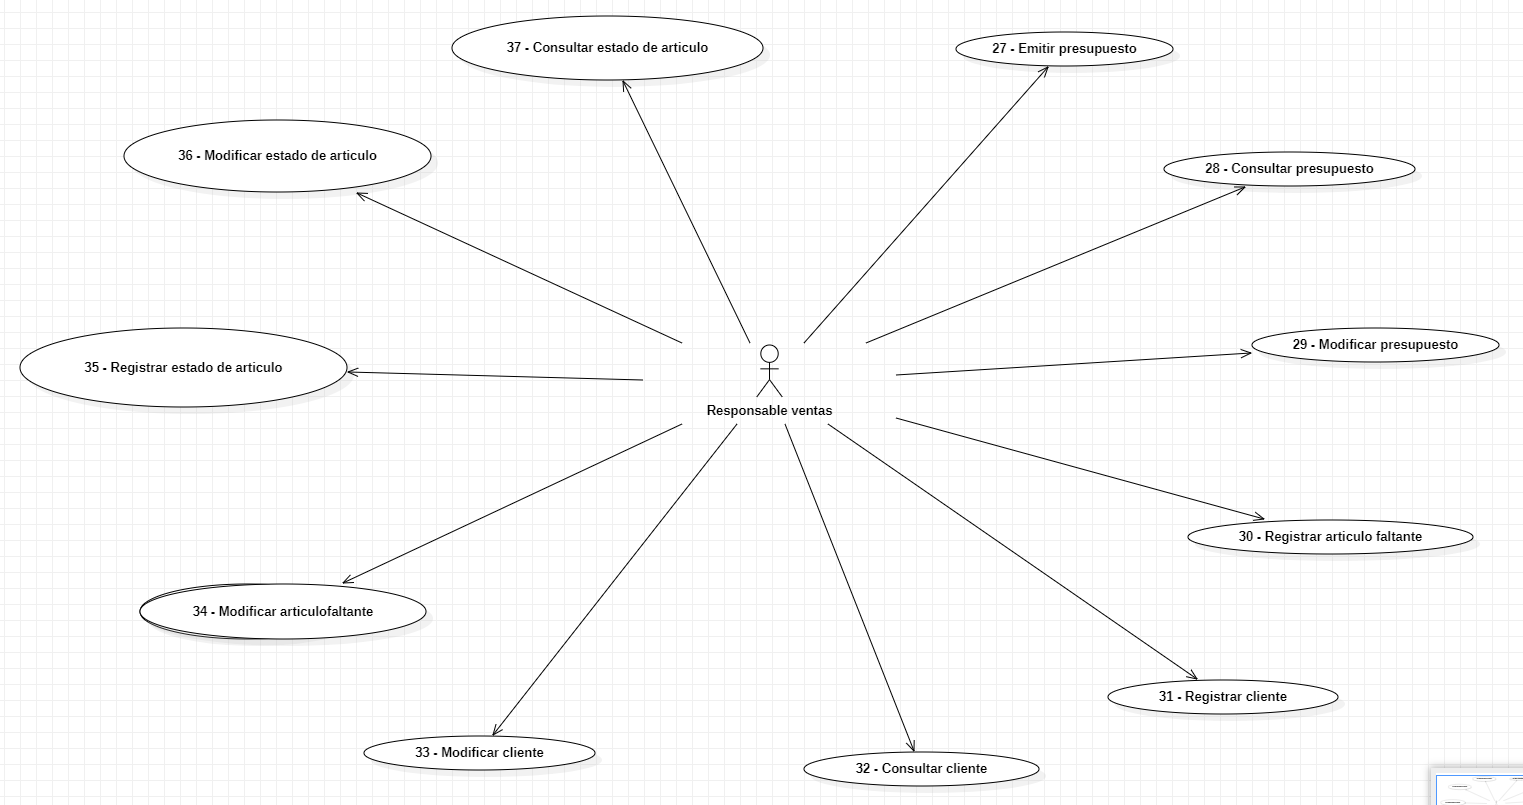 37 - Consultar estado de articulo
27 - Emitir presupuesto
36 - Modificar estado de articulo
28 - Consultar presupuesto
29 - Modificar presupuesto
35 - Registrar estado de articulo
Responsable ventas
30 - Registrar articulo faltante
34 - Modificar articulofaltante
31 - Registrar cliente
33 - Modificar cliente
32 - Consultar cliente